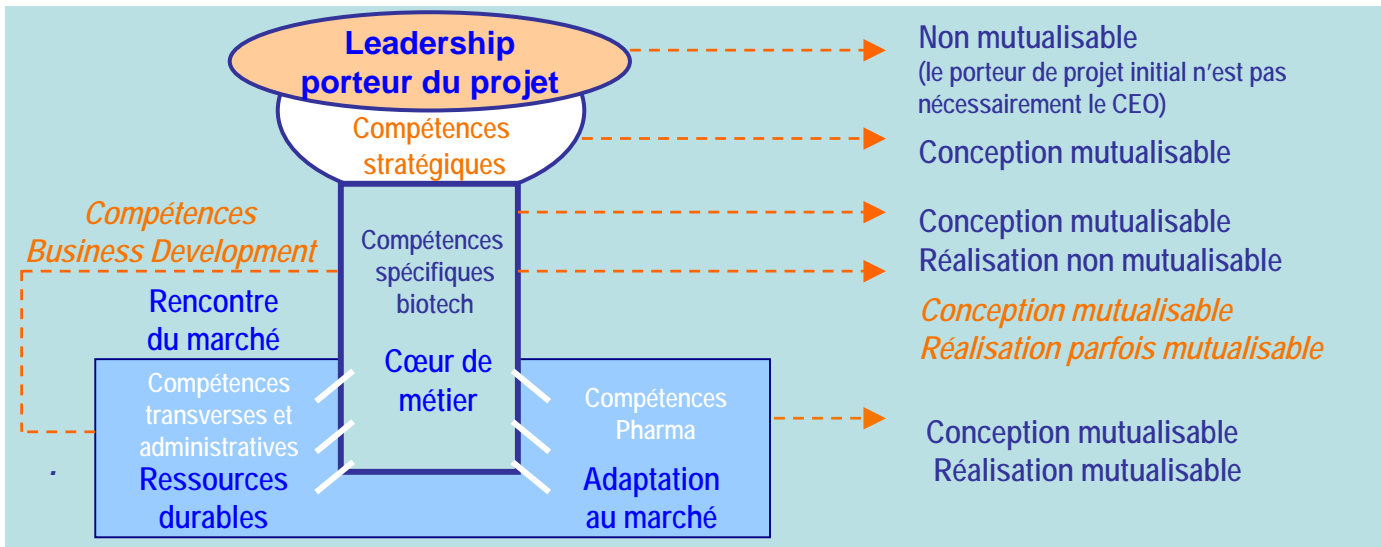 Leadership
porteur du projet
Compétences
stratégiques
Compétences
Business Development
Compétences
spécifiques
biotech
Rencontre
du marché
Cœur de
métier
Compétences
transverses et
administratives
Ressources
durables
.
Compétences
Pharma
Adaptation
au marché
Non mutualisable
(le porteur de projet initial n'est pas
nécessairement le CEO)
Conception mutualisable
Conception mutualisable
Réalisation non mutualisable
Conception mutualisable
Réalisation parfois mutualisable
Conception mutualisable
Réalisation mutualisable